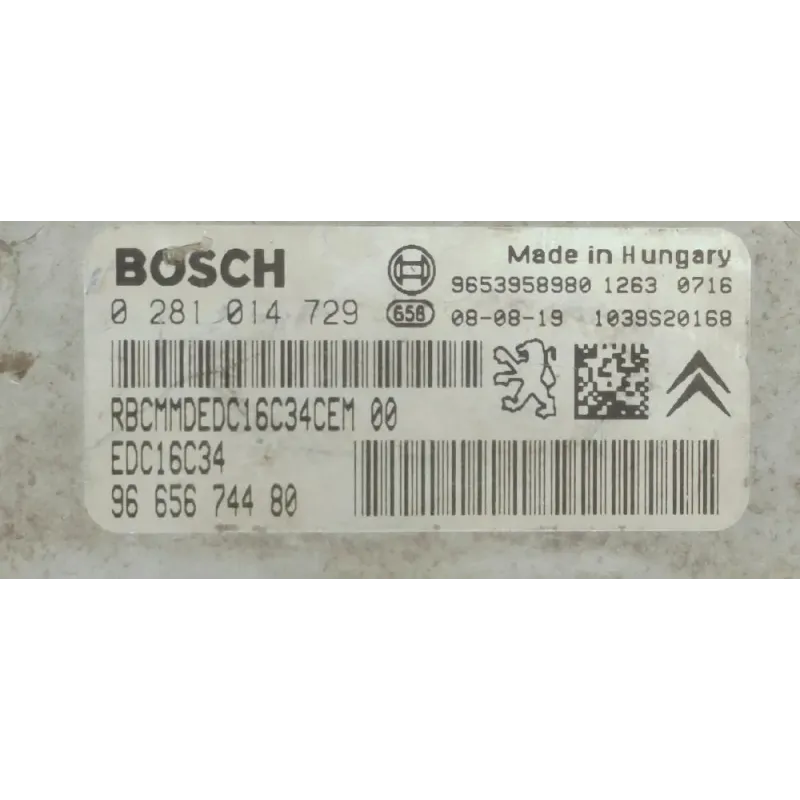 BOSCH
Made in Hungary
9653958980 1263 0716
0 281 014 729
658
08-08-19 1039S20168
RBCMMDEDC16C34CEM 00
EDC16C34
96 656 744 80